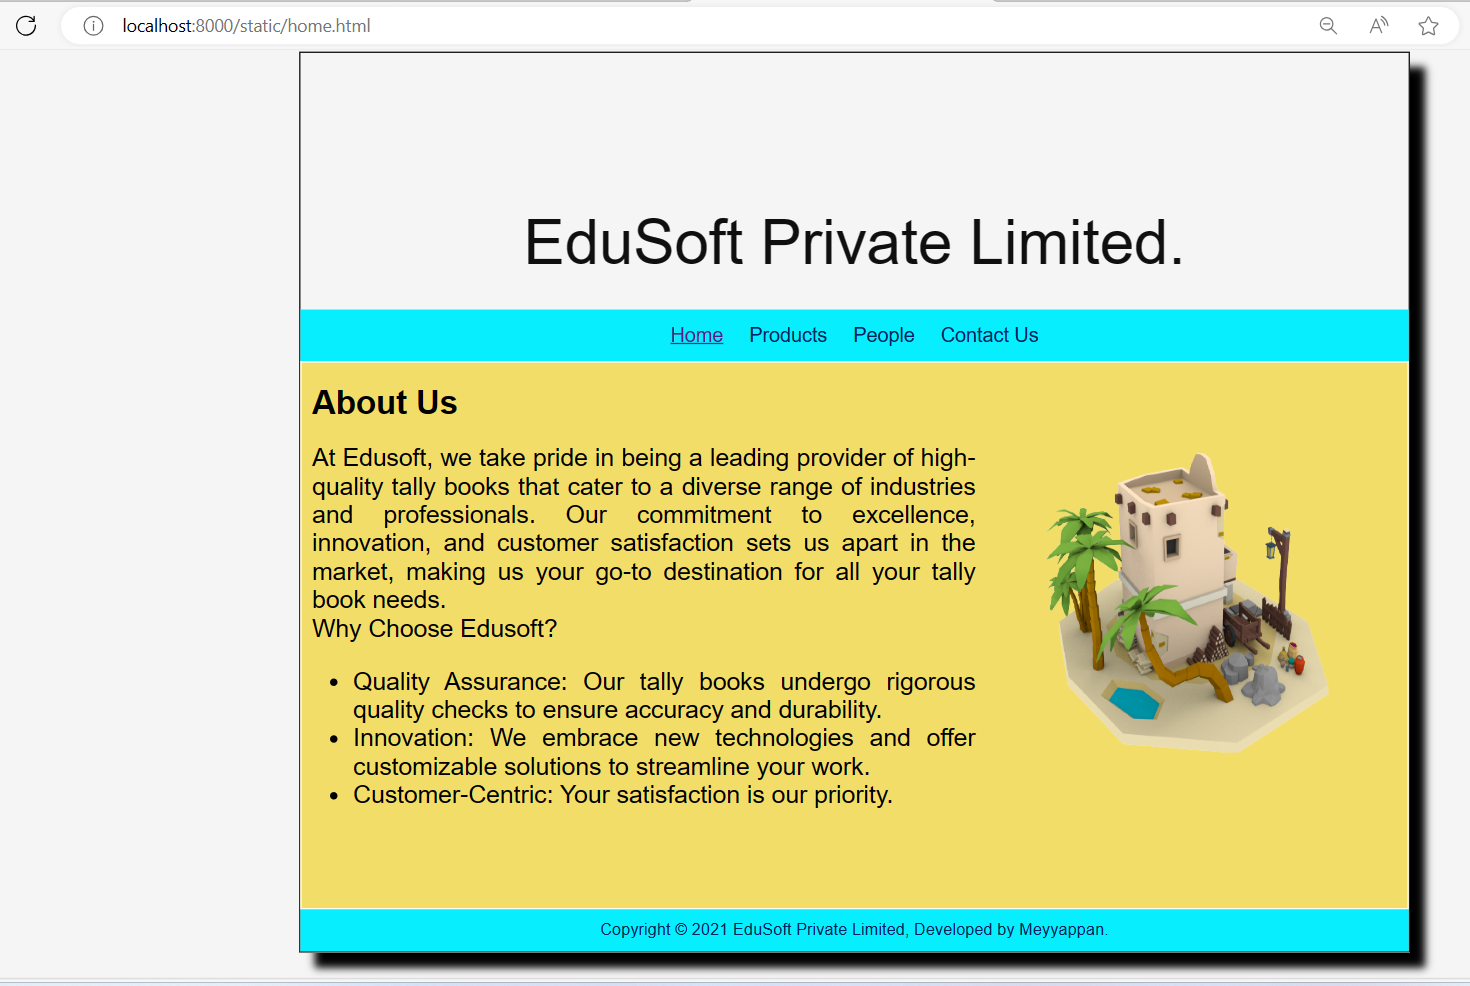 localhost:8000/static/home.html
EduSoft Private Limited.
Home Products People Contact Us
About Us
At Edusoft, we take pride in being a leading provider of high-
quality tally books that cater to a diverse range of industries
and professionals. Our commitment to excellence,
innovation, and customer satisfaction sets us apart in the
market, making us your go-to destination for all your tally
book needs.
Why Choose Edusoft?
• Quality Assurance: Our tally books undergo rigorous
quality checks to ensure accuracy and durability.
• Innovation: We embrace new technologies and offer
customizable solutions to streamline your work.
• Customer-Centric: Your satisfaction is our priority.
Copyright © 2021 EduSoft Private Limited, Developed by Meyyappan.